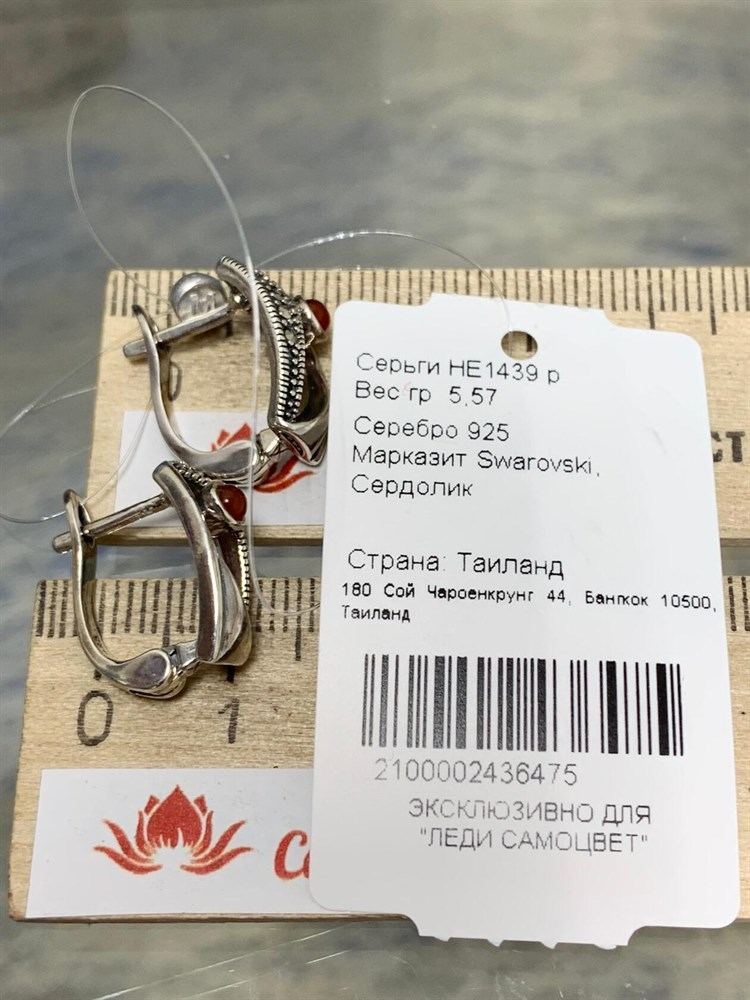 Серьги НЕ1439 р
Вес гр 5,57
Серебро 925
Марказит Swarovski,
Сердолик
Страна: Таиланд
180 Сой Чароенкрунг 44, Бангкок 10500,
Таиланд
2100002436475
ЭКСКЛЮЗИВНО ДЛЯ
"ЛЕДИ САМОЦВЕТ"
0 1